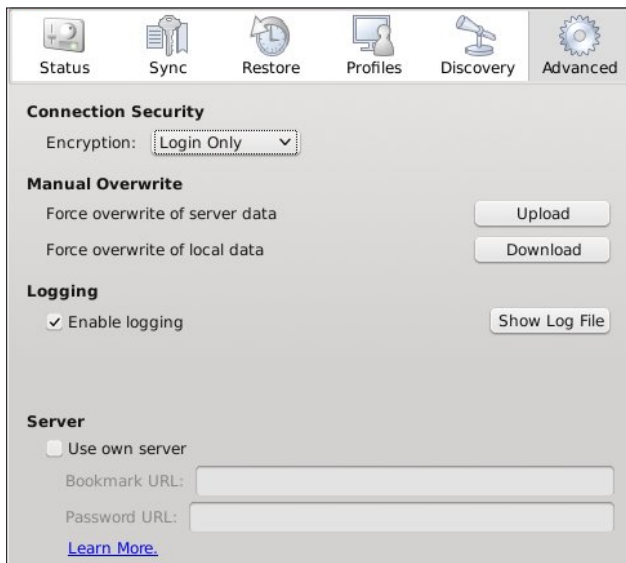 Status Sync Restore Profiles Discovery Advanced
Connection Security
Encryption: Login Only
Manual Overwrite
Force overwrite of server data Upload
Force overwrite of local data Download
Logging
Enable logging Show Log File
Server
Use own server
Bookmark URL:
Password URL:
Learn More.